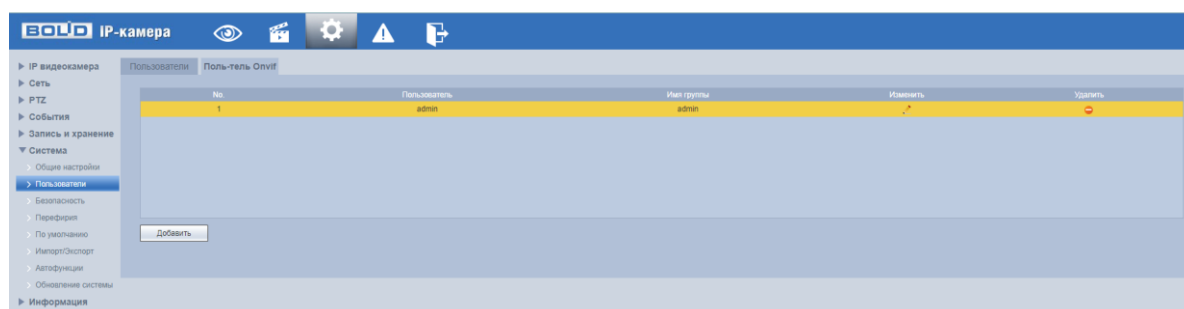 BOLID IP-камера
IP видеокамера
Сеть
PTZ
События
Запись и хранение
Система
Общие настройки
Пользователи
Безопасность
Перефирия
По умолчанию
Импорт/Экспорт
Автофункции
Обновление системы
Информация
Пользователи Поль-тель Onvif
No. Пользователь Имя группы Изменить Удалить
1 admin admin
Добавить